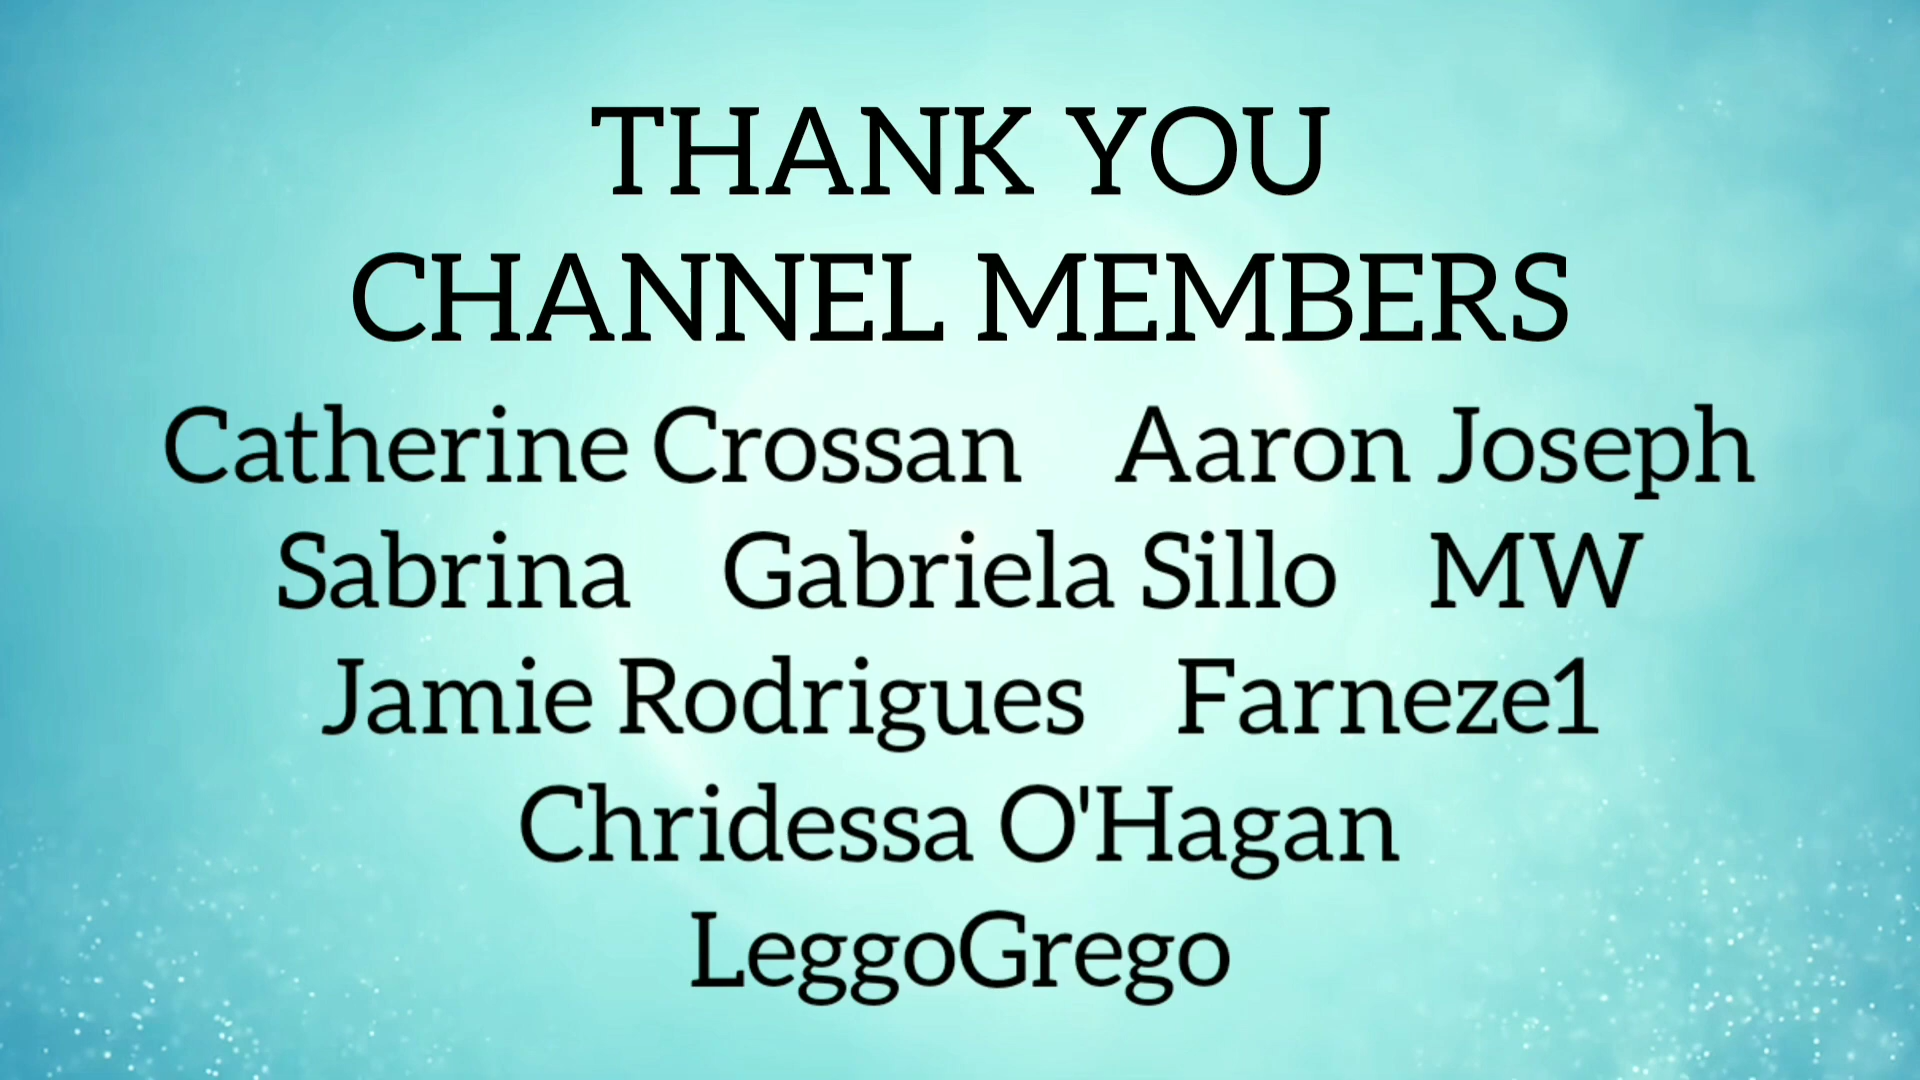 THANK YOU
CHANNEL MEMBERS
Catherine Crossan Aaron Joseph
Sabrina Gabriela Sillo MW
Jamie Rodrigues Farneze1
Chridessa O'Hagan
LeggoGrego